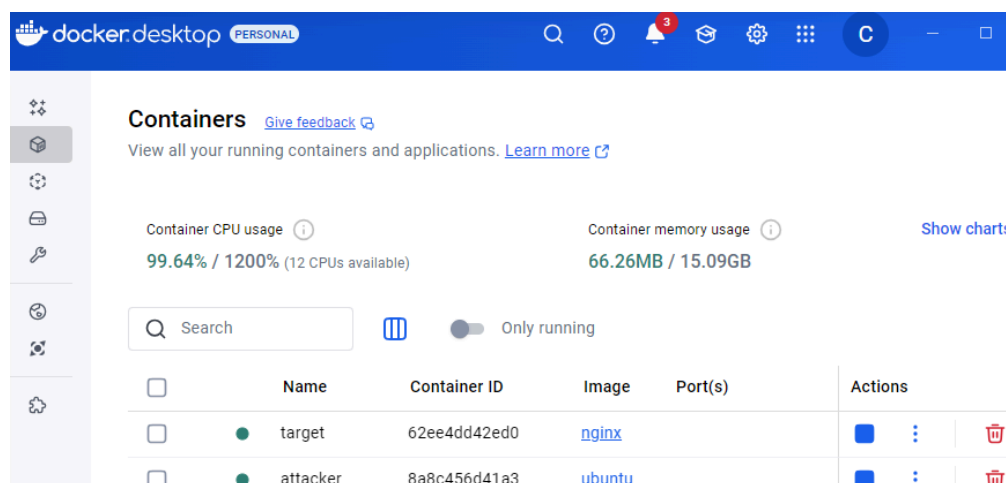 docker.desktop PERSONAL 3 C
Containers Give feedback
View all your running containers and applications. Learn more
Container CPU usage Container memory usage Show charts
99.64% / 1200% (12 CPUs available) 66.26MB / 15.09GB
Search Only running
Name Container ID Image Port(s) Actions
target 62ee4dd42ed0 nginx
attacker 8a8c456d41a3 ubuntu